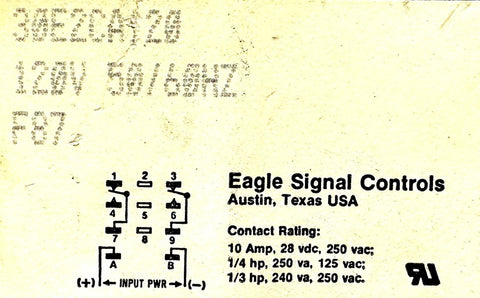 120V 50/60HZ
F87
1 2 3
4 5 6
7 8 9
A B
(+) INPUT PWR (-)
Eagle Signal Controls
Austin, Texas USA
Contact Rating:
10 Amp, 28 vdc, 250 vac;
1/4 hp, 250 va, 125 vac;
1/3 hp, 240 va, 250 vac.